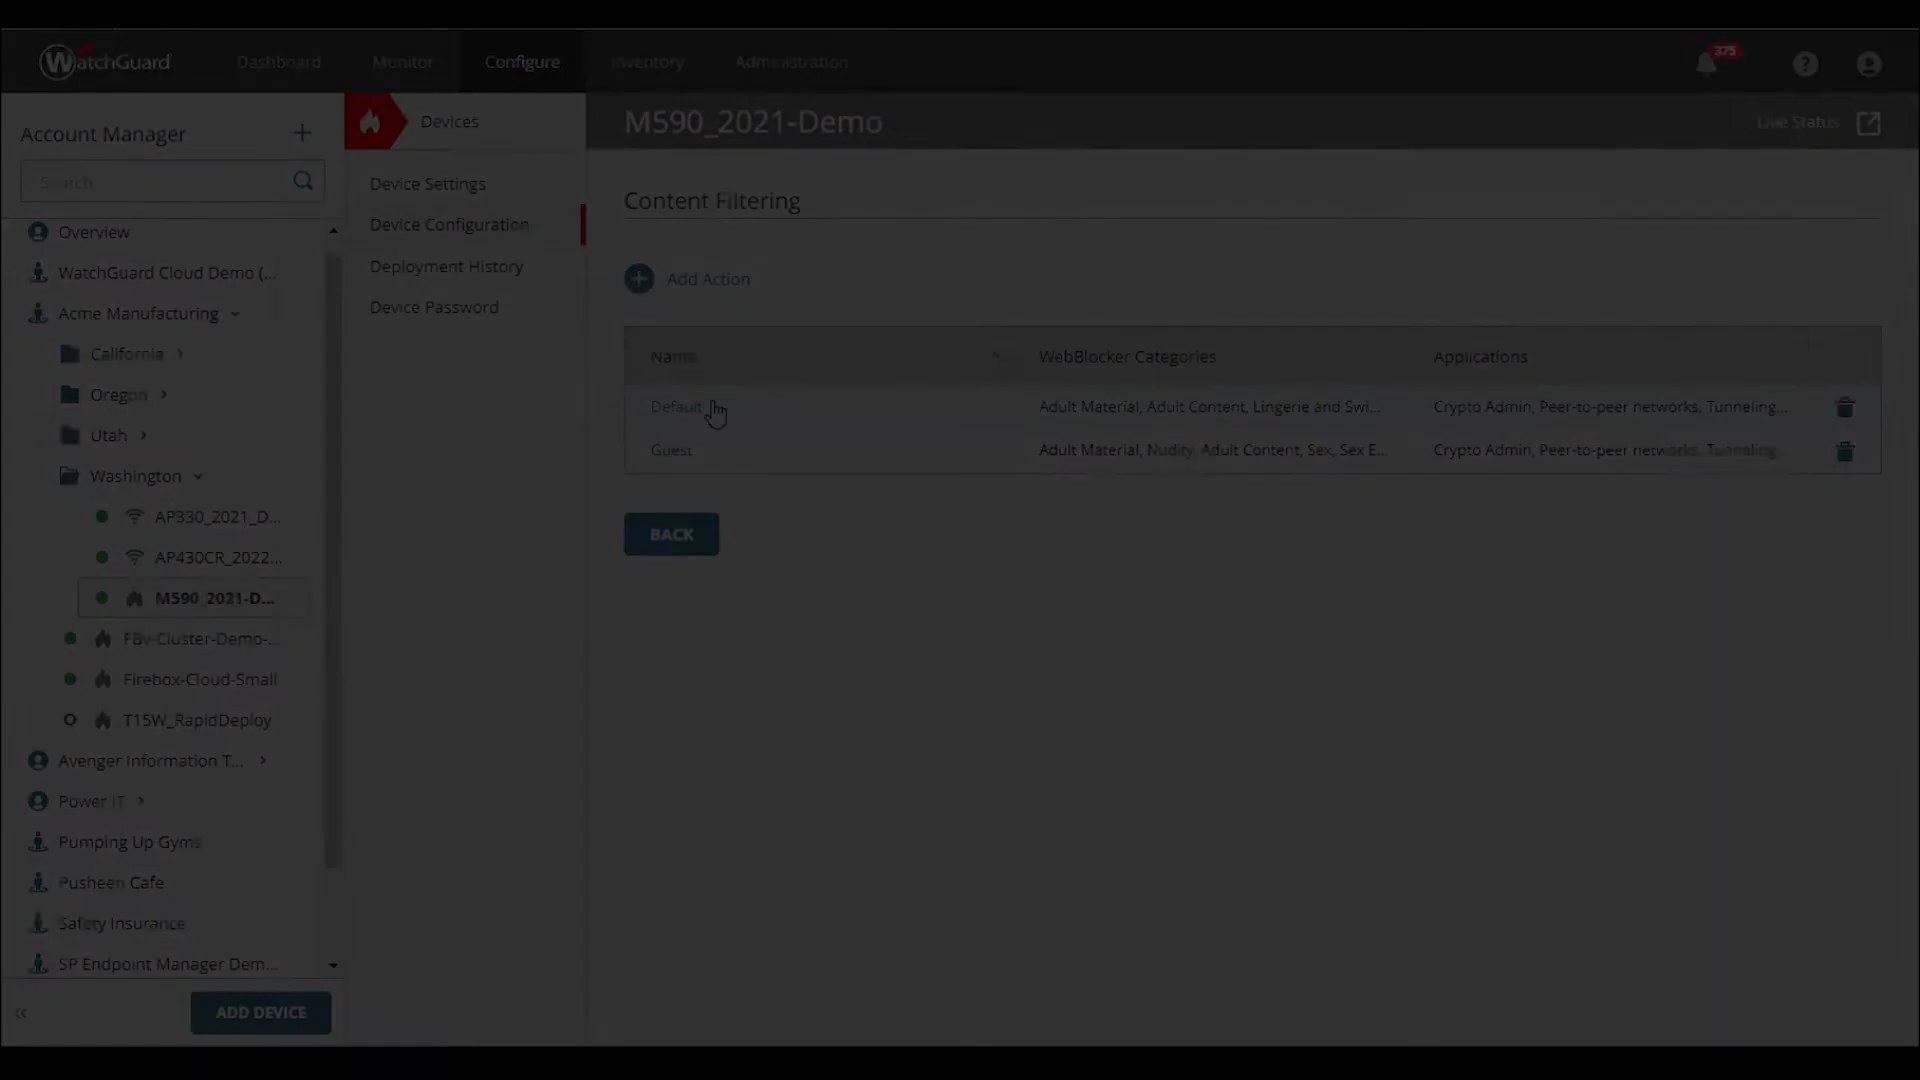 WatchGuard
Dashboard
Monitor
Configure
Inventory
Administration
375
?
Account Manager
Search
Overview
WatchGuard Cloud Demo (...
Acme Manufacturing
California
Oregon
Utah
Washington
AP330_2021_D...
AP430CR_2022...
M590_2021-D...
FBv-Cluster-Demo-...
Firebox-Cloud-Small
T15W_RapidDeploy
Avenger Information T...
Power IT
Pumping Up Gyms
Pusheen Cafe
Safety Insurance
SP Endpoint Manager Dem...
ADD DEVICE
Devices
Device Settings
Device Configuration
Deployment History
Device Password
M590_2021-Demo
Live Status
Content Filtering
Add Action
Name WebBlocker Categories Applications
Default Adult Material, Adult Content, Lingerie and Swi... Crypto Admin, Peer-to-peer networks, Tunneling...
Guest Adult Material, Nudity, Adult Content, Sex, Sex E... Crypto Admin, Peer-to-peer networks, Tunneling...
BACK